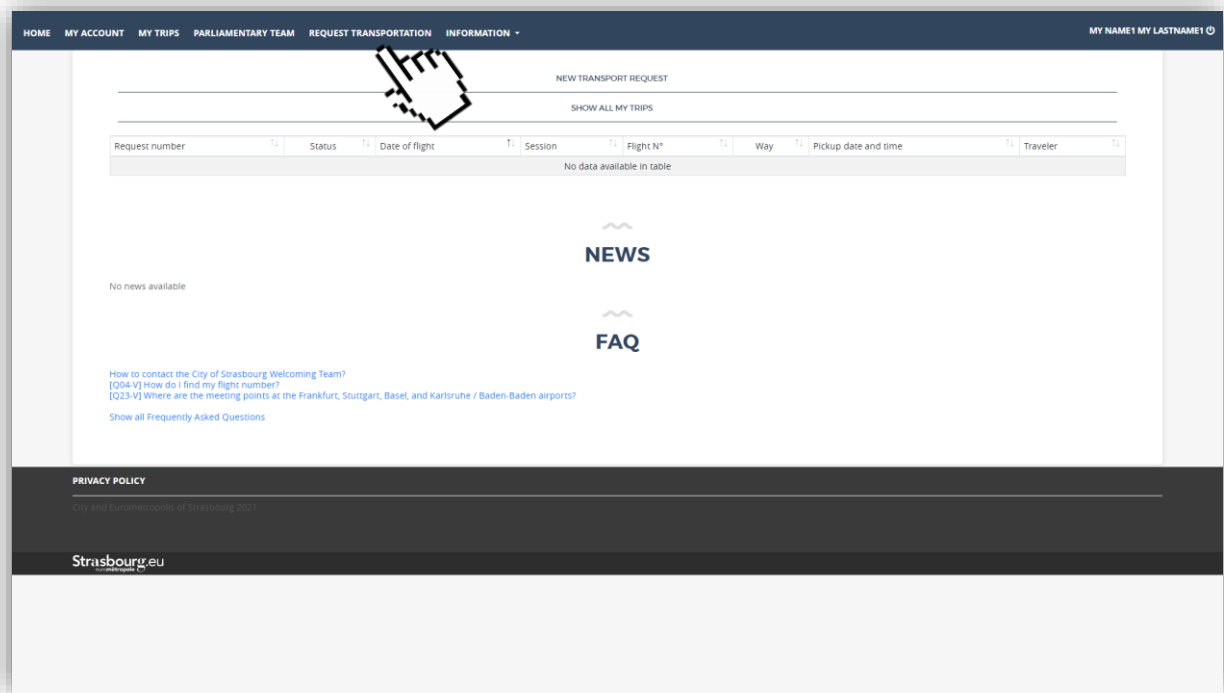 HOME MY ACCOUNT MY TRIPS PARLIAMENTARY TEAM REQUEST TRANSPORTATION INFORMATION MY NAME1 MY LASTNAME1
NEW TRANSPORT REQUEST
SHOW ALL MY TRIPS
Request number Status Date of flight Session Flight N° Way Pickup date and time Traveler
No data available in table
NEWS
No news available
FAQ
How to contact the City of Strasbourg Welcoming Team?
[Q04-V] How do I find my flight number?
[Q23-V] Where are the meeting points at the Frankfurt, Stuttgart, Basel, and Karlsruhe / Baden-Baden airports?
Show all Frequently Asked Questions
PRIVACY POLICY
City and Eurometropolis of Strasbourg 2021
Strasbourg.eu
eurométropole